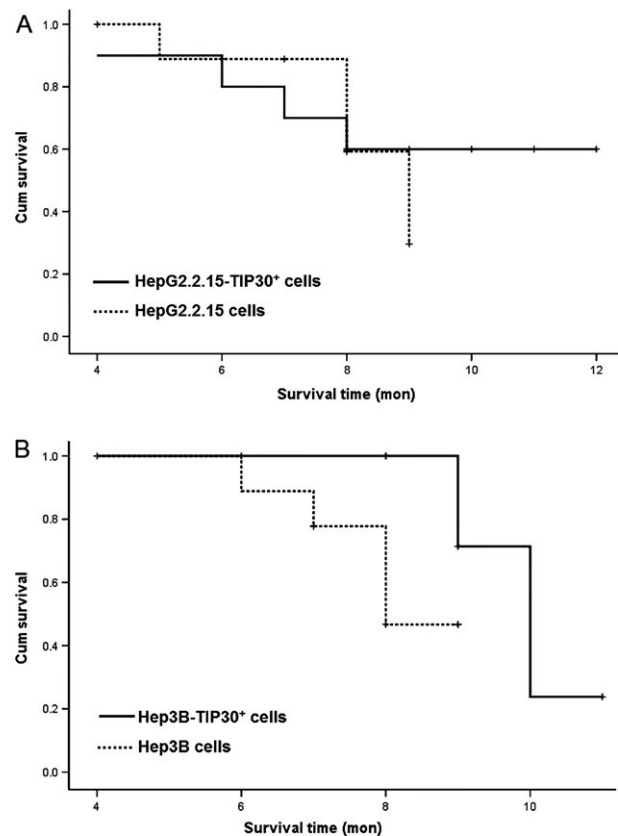 A
1.0
0.8
0.6
0.4
0.2
0.0
Cum survival
HepG2.2.15-TIP30⁺ cells
HepG2.2.15 cells
4 6 8 10 12
Survival time (mon)
B
1.0
0.8
0.6
0.4
0.2
0.0
Cum survival
Hep3B-TIP30⁺ cells
Hep3B cells
4 6 8 10
Survival time (mon)